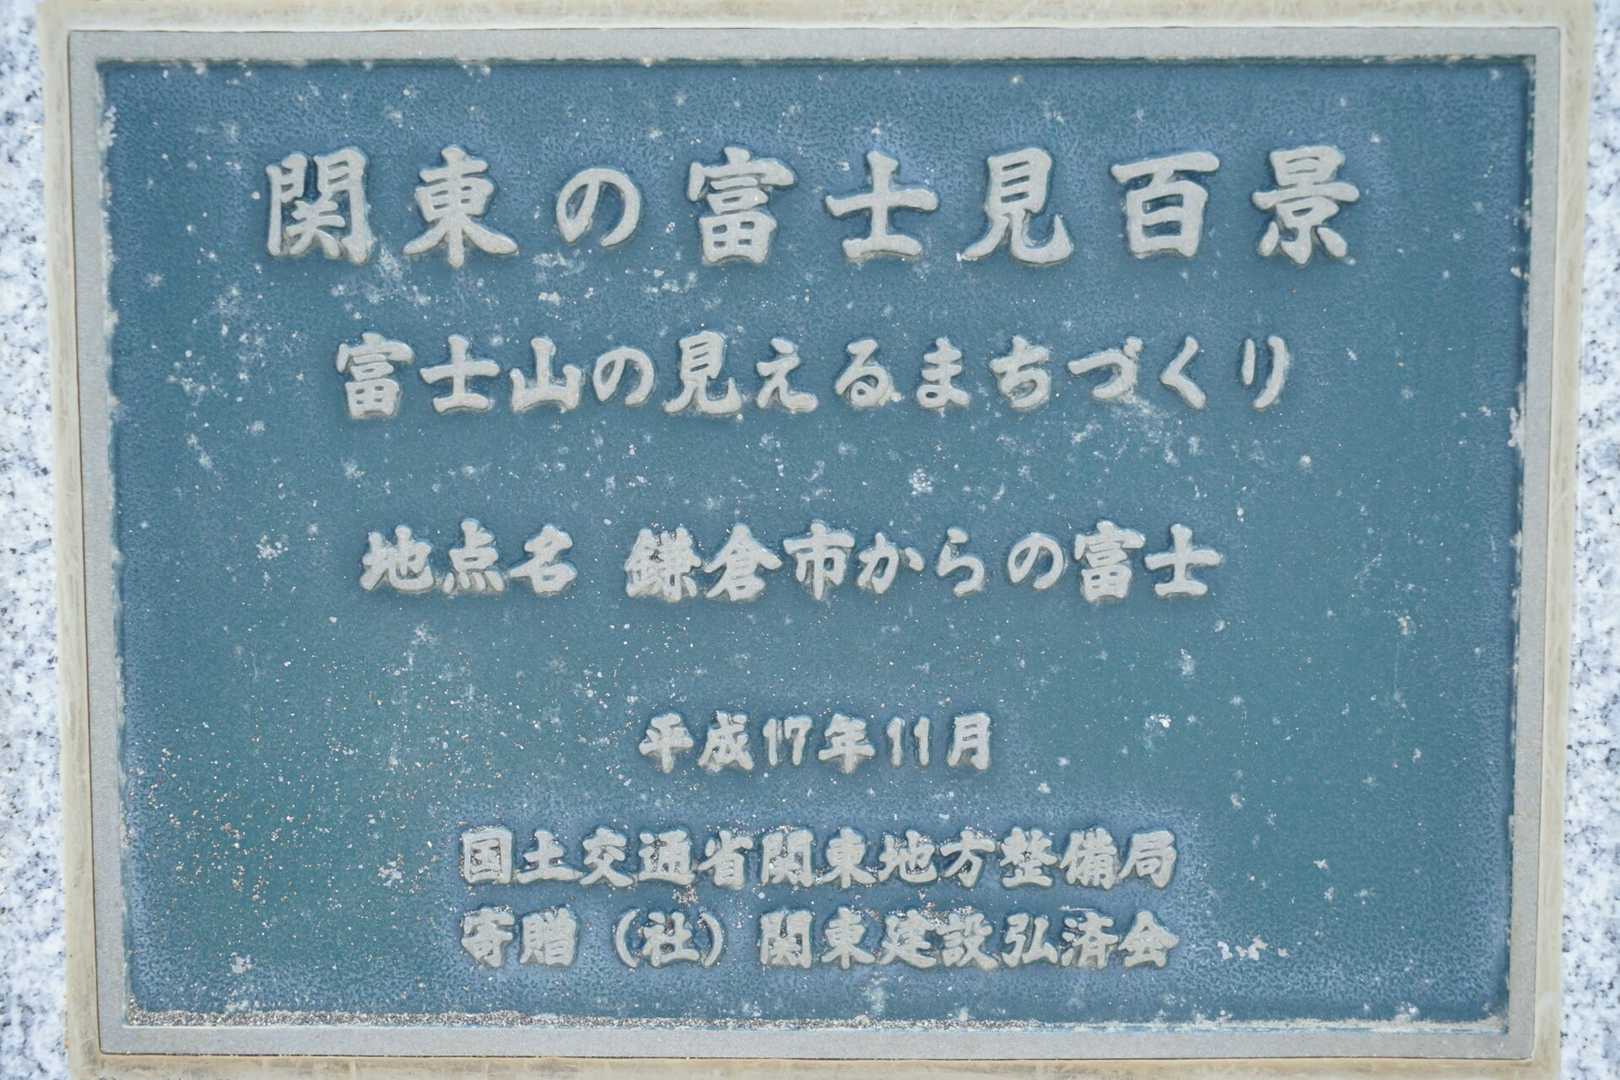 関東の富士見百景
富士山の見えるまちづくり
地点名 鎌倉市からの富士
平成17年11月
国土交通省関東地方整備局
寄贈（社）関東建設弘済会